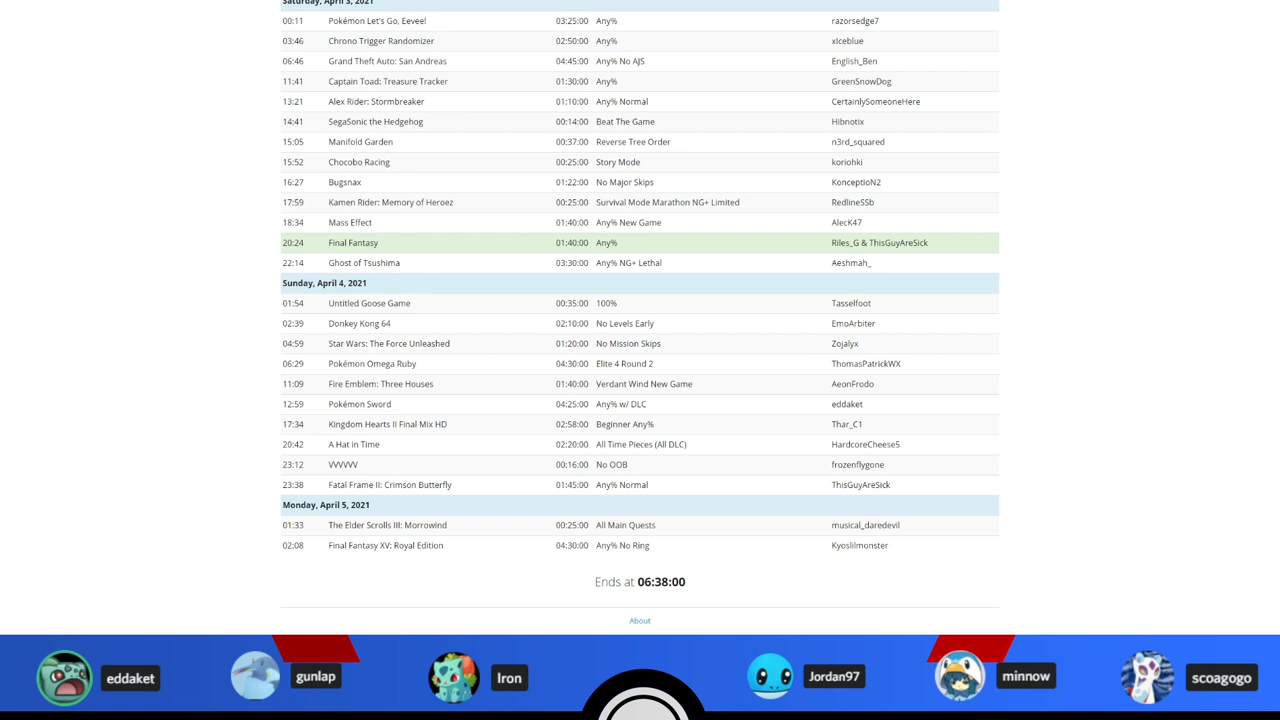 Saturday, April 3, 2021
00:11 Pokémon Let's Go, Eevee! 03:25:00 Any% razorsedge7
03:46 Chrono Trigger Randomizer 02:50:00 Any% xIceblue
06:46 Grand Theft Auto: San Andreas 04:45:00 Any% No AJS English_Ben
11:41 Captain Toad: Treasure Tracker 01:30:00 Any% GreenSnowDog
13:21 Alex Rider: Stormbreaker 01:10:00 Any% Normal CertainlySomeoneHere
14:41 SegaSonic the Hedgehog 00:14:00 Beat The Game Hibnotix
15:05 Manifold Garden 00:37:00 Reverse Tree Order n3rd_squared
15:52 Chocobo Racing 00:25:00 Story Mode koriohki
16:27 Bugsnax 01:22:00 No Major Skips KonceptioN2
17:59 Kamen Rider: Memory of Heroez 00:25:00 Survival Mode Marathon NG+ Limited RedlineSSb
18:34 Mass Effect 01:40:00 Any% New Game AlecK47
20:24 Final Fantasy 01:40:00 Any% Riles_G & ThisGuyAreSick
22:14 Ghost of Tsushima 03:30:00 Any% NG+ Lethal Aeshmah_
Sunday, April 4, 2021
01:54 Untitled Goose Game 00:35:00 100% Tasselfoot
02:39 Donkey Kong 64 02:10:00 No Levels Early EmoArbiter
04:59 Star Wars: The Force Unleashed 01:20:00 No Mission Skips Zojalyx
06:29 Pokémon Omega Ruby 04:30:00 Elite 4 Round 2 ThomasPatrickWX
11:09 Fire Emblem: Three Houses 01:40:00 Verdant Wind New Game AeonFrodo
12:59 Pokémon Sword 04:25:00 Any% w/ DLC eddaket
17:34 Kingdom Hearts II Final Mix HD 02:58:00 Beginner Any% Thar_C1
20:42 A Hat in Time 02:20:00 All Time Pieces (All DLC) HardcoreCheese5
23:12 VVVVVV 00:16:00 No OOB frozenflygone
23:38 Fatal Frame II: Crimson Butterfly 01:45:00 Any% Normal ThisGuyAreSick
Monday, April 5, 2021
01:33 The Elder Scrolls III: Morrowind 00:25:00 All Main Quests musical_daredevil
02:08 Final Fantasy XV: Royal Edition 04:30:00 Any% No Ring Kyoslilmonster
Ends at 06:38:00
About
eddaket gunlap Iron Jordan97 minnow scoagogo